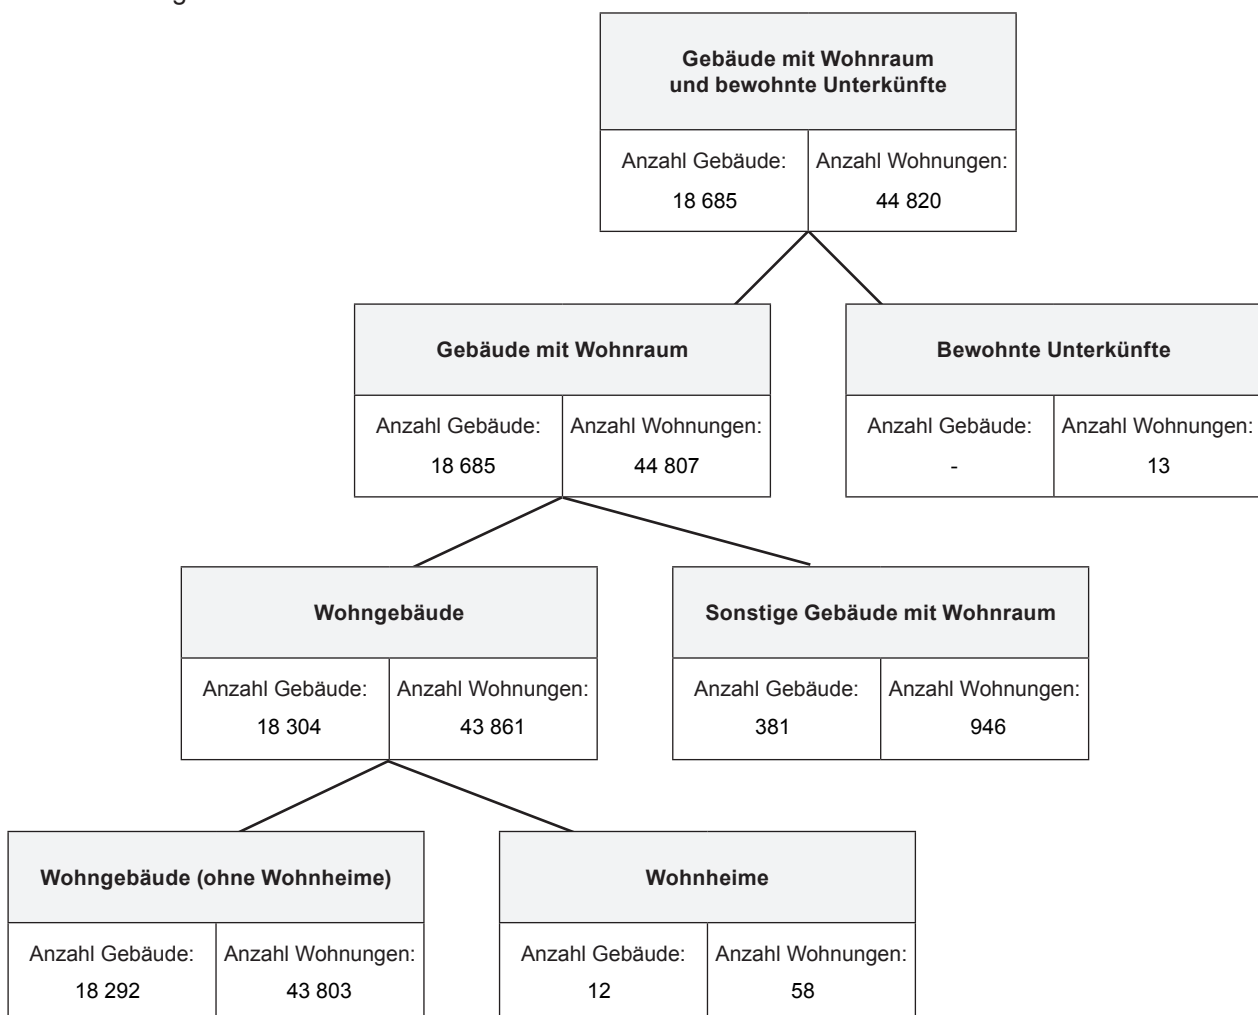 Gebäude mit Wohnraum
und bewohnte Unterkünfte
Anzahl Gebäude: Anzahl Wohnungen:
18 685 44 820
Gebäude mit Wohnraum
Anzahl Gebäude: Anzahl Wohnungen:
18 685 44 807
Bewohnte Unterkünfte
Anzahl Gebäude: Anzahl Wohnungen:
- 13
Wohngebäude
Anzahl Gebäude: Anzahl Wohnungen:
18 304 43 861
Sonstige Gebäude mit Wohnraum
Anzahl Gebäude: Anzahl Wohnungen:
381 946
Wohngebäude (ohne Wohnheime)
Anzahl Gebäude: Anzahl Wohnungen:
18 292 43 803
Wohnheime
Anzahl Gebäude: Anzahl Wohnungen:
12 58